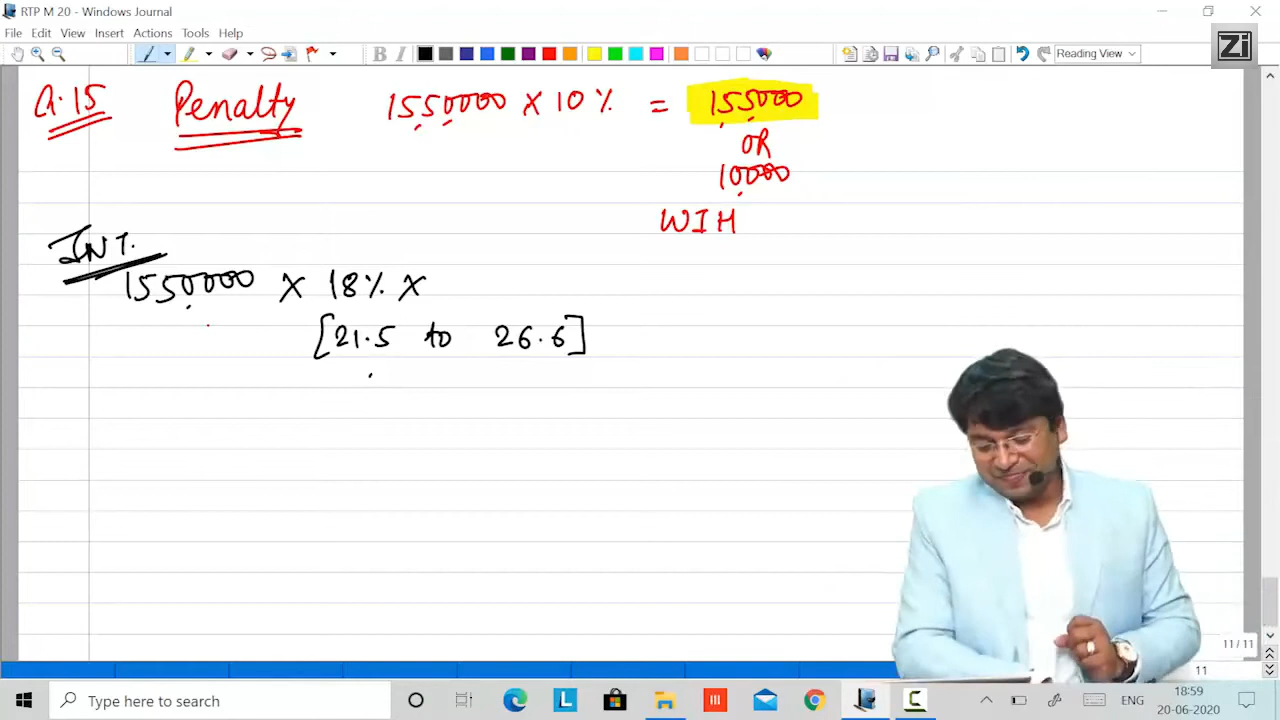 RTP M 20 - Windows Journal
File Edit View Insert Actions Tools Help
B I Reading View
Zi
Q.15 Penalty 1550000 X 10% = 155000
OR
10000
WIH
INT.
1550000 X 18% X
[21.5 to 26.6]
11/11
11
Type here to search
L
C
ENG
18:59
20-06-2020